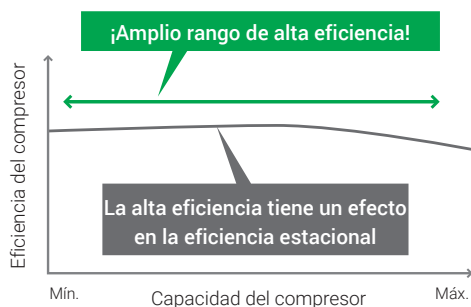 ¡Amplio rango de alta eficiencia!
Eficiencia del compresor
La alta eficiencia tiene un efecto
en la eficiencia estacional
Mín.
Capacidad del compresor
Máx.